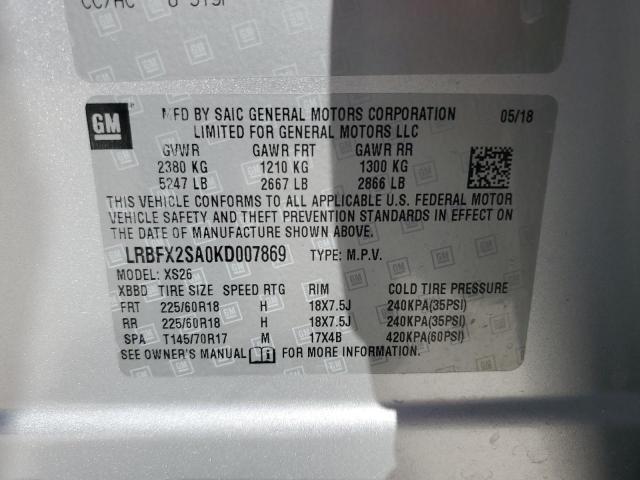 GM
MFD BY SAIC GENERAL MOTORS CORPORATION 05/18
LIMITED FOR GENERAL MOTORS LLC
GVWR GAWR FRT GAWR RR
2380 KG 1210 KG 1300 KG
5247 LB 2667 LB 2866 LB
THIS VEHICLE CONFORMS TO ALL APPLICABLE U.S. FEDERAL MOTOR
VEHICLE SAFETY AND THEFT PREVENTION STANDARDS IN EFFECT ON
THE DATE OF MANUFACTURE SHOWN ABOVE.
LRBFX2SA0KD007869 TYPE: M.P.V.
MODEL: XS26
XBBD TIRE SIZE SPEED RTG RIM COLD TIRE PRESSURE
FRT 225/60R18 H 18X7.5J 240KPA(35PSI)
RR 225/60R18 H 18X7.5J 240KPA(35PSI)
SPA T145/70R17 M 17X4B 420KPA(60PSI)
SEE OWNER'S MANUAL FOR MORE INFORMATION